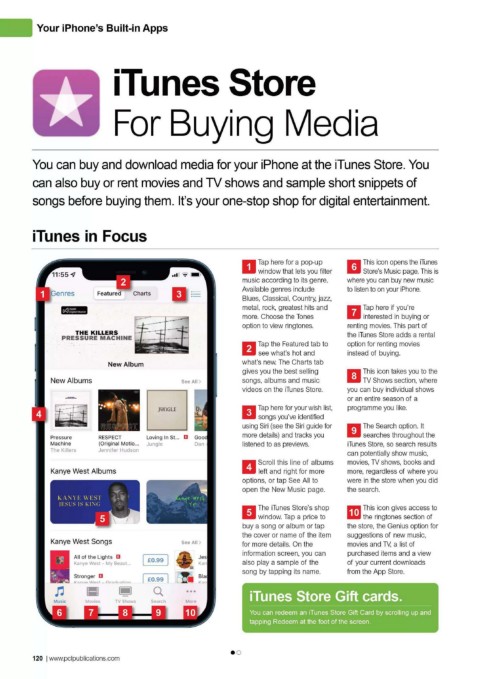 Your iPhone's Built-in Apps
iTunes Store
For Buying Media
You can buy and download media for your iPhone at the iTunes Store. You
can also buy or rent movies and TV shows and sample short snippets of
songs before buying them. It's your one-stop shop for digital entertainment.
iTunes in Focus
11:55
2
1
Genres
Featured
Charts
3
THE KILLERS
PRESSURE MACHINE
New Album
New Albums
See All >
4
JUNGLE
Pressure
Machine
The Killers
RESPECT
(Original Motio...
Jennifer Hudson
Loving In St...
Jungle
Good
Kanye West Albums
KANYE WEST
JESUS IS KING
5
Kanye West Songs
See All >
All of the Lights
Kanye West - My Beaut...
£0.99
Stronger
£0.99
Music
Movies
TV Shows
Search
More
6
7
8
9
10
1
Tap here for a pop-up
window that lets you filter
music according to its genre.
Available genres include
Blues, Classical, Country, jazz,
metal, rock, greatest hits and
more. Choose the Tones
option to view ringtones.
2
Tap the Featured tab to
see what's hot and
what's new. The Charts tab
gives you the best selling
songs, albums and music
videos on the iTunes Store.
3
Tap here for your wish list,
songs you've identified
using Siri (see the Siri guide for
more details) and tracks you
listened to as previews.
4
Scroll this line of albums
left and right for more
options, or tap See All to
open the New Music page.
5
The iTunes Store's shop
window. Tap a price to
buy a song or album or tap
the cover or name of the item
for more details. On the
information screen, you can
also play a sample of the
song by tapping its name.
6
This icon opens the iTunes
Store's Music page. This is
where you can buy new music
to listen to on your iPhone.
7
Tap here if you're
interested in buying or
renting movies. This part of
the iTunes Store adds a rental
option for renting movies
instead of buying.
8
This icon takes you to the
TV Shows section, where
you can buy individual shows
or an entire season of a
programme you like.
9
The Search option. It
searches throughout the
iTunes Store, so search results
can potentially show music,
movies, TV shows, books and
more, regardless of where you
were in the store when you did
the search.
10
This icon gives access to
the ringtones section of
the store, the Genius option for
suggestions of new music,
movies and TV, a list of
purchased items and a view
of your current downloads
from the App Store.
iTunes Store Gift cards.
You can redeem an iTunes Store Gift Card by scrolling up and
tapping Redeem at the foot of the screen.
120 | www.pclpublications.com